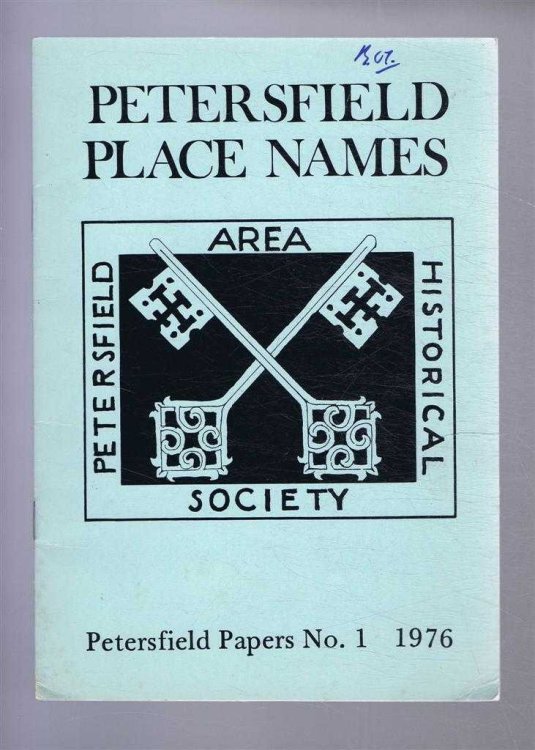 PETERSFIELD
PLACE NAMES
AREA
PETERSFIELD
HISTORICAL
SOCIETY
Petersfield Papers No. 1 1976